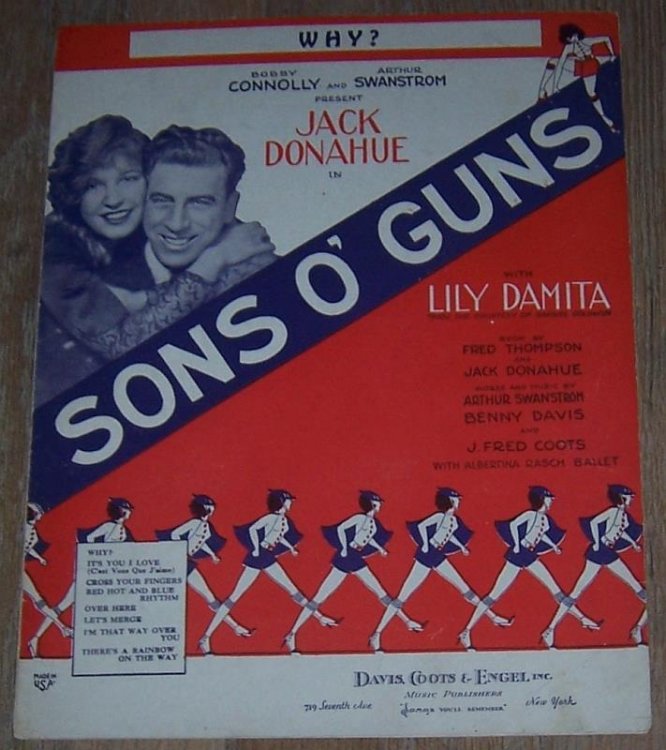 WHY?
BOBBY CONNOLLY AND ARTHUR SWANSTROM
PRESENT
JACK
DONAHUE
IN
SONS O' GUNS
WITH
LILY DAMITA
BOOK BY
FRED THOMPSON
AND
JACK DONAHUE
WORDS AND MUSIC BY
ARTHUR SWANSTROM
BENNY DAVIS
AND
J. FRED COOTS
WITH ALBERTINA RASCH BALLET
WHY?
IT'S YOU I LOVE
(C'est Vous Que J'aime)
CROSS YOUR FINGERS
RED HOT AND BLUE
RHYTHM
OVER HERE
LET'S MERGE
I'M THAT WAY OVER
YOU
THERE'S A RAINBOW
ON THE WAY
MADE IN
U.S.A.
DAVIS, COOTS & ENGEL INC.
MUSIC PUBLISHERS
719 Seventh Ave "Songs YOU'LL REMEMBER" New York